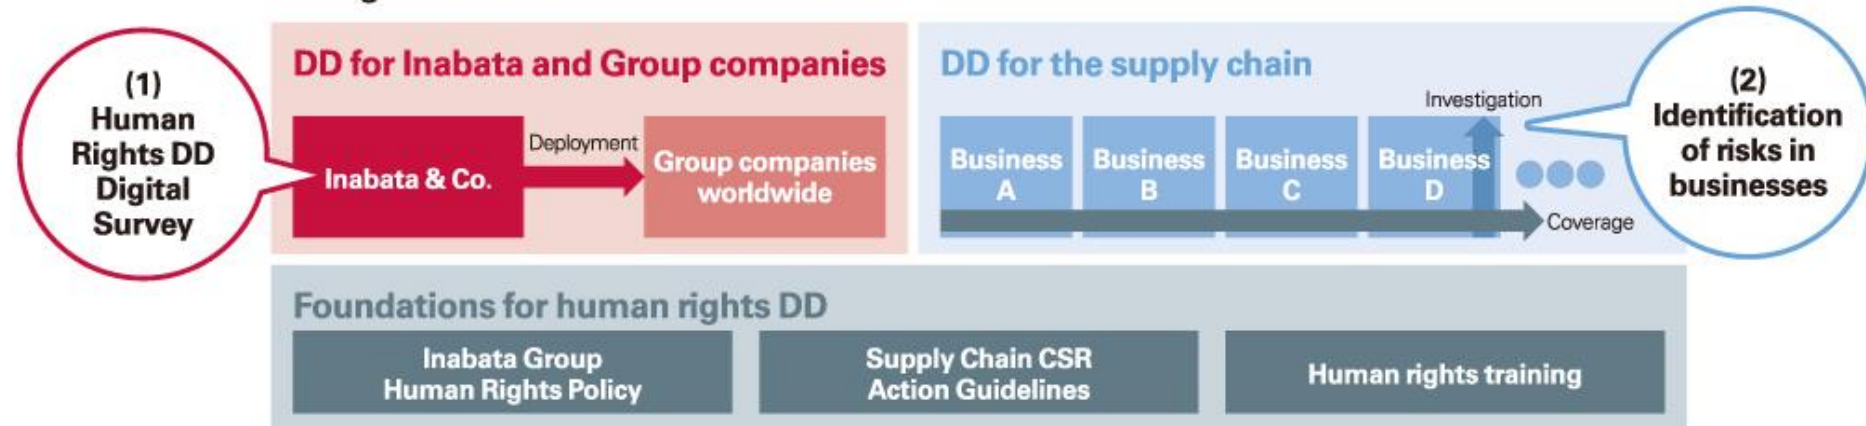 (1)
Human
Rights DD
Digital
Survey
DD for Inabata and Group companies
Inabata & Co.
Deployment
Group companies
worldwide
DD for the supply chain
Investigation
Business
A
Business
B
Business
C
Business
D
Coverage
(2)
Identification
of risks in
businesses
Foundations for human rights DD
Inabata Group
Human Rights Policy
Supply Chain CSR
Action Guidelines
Human rights training